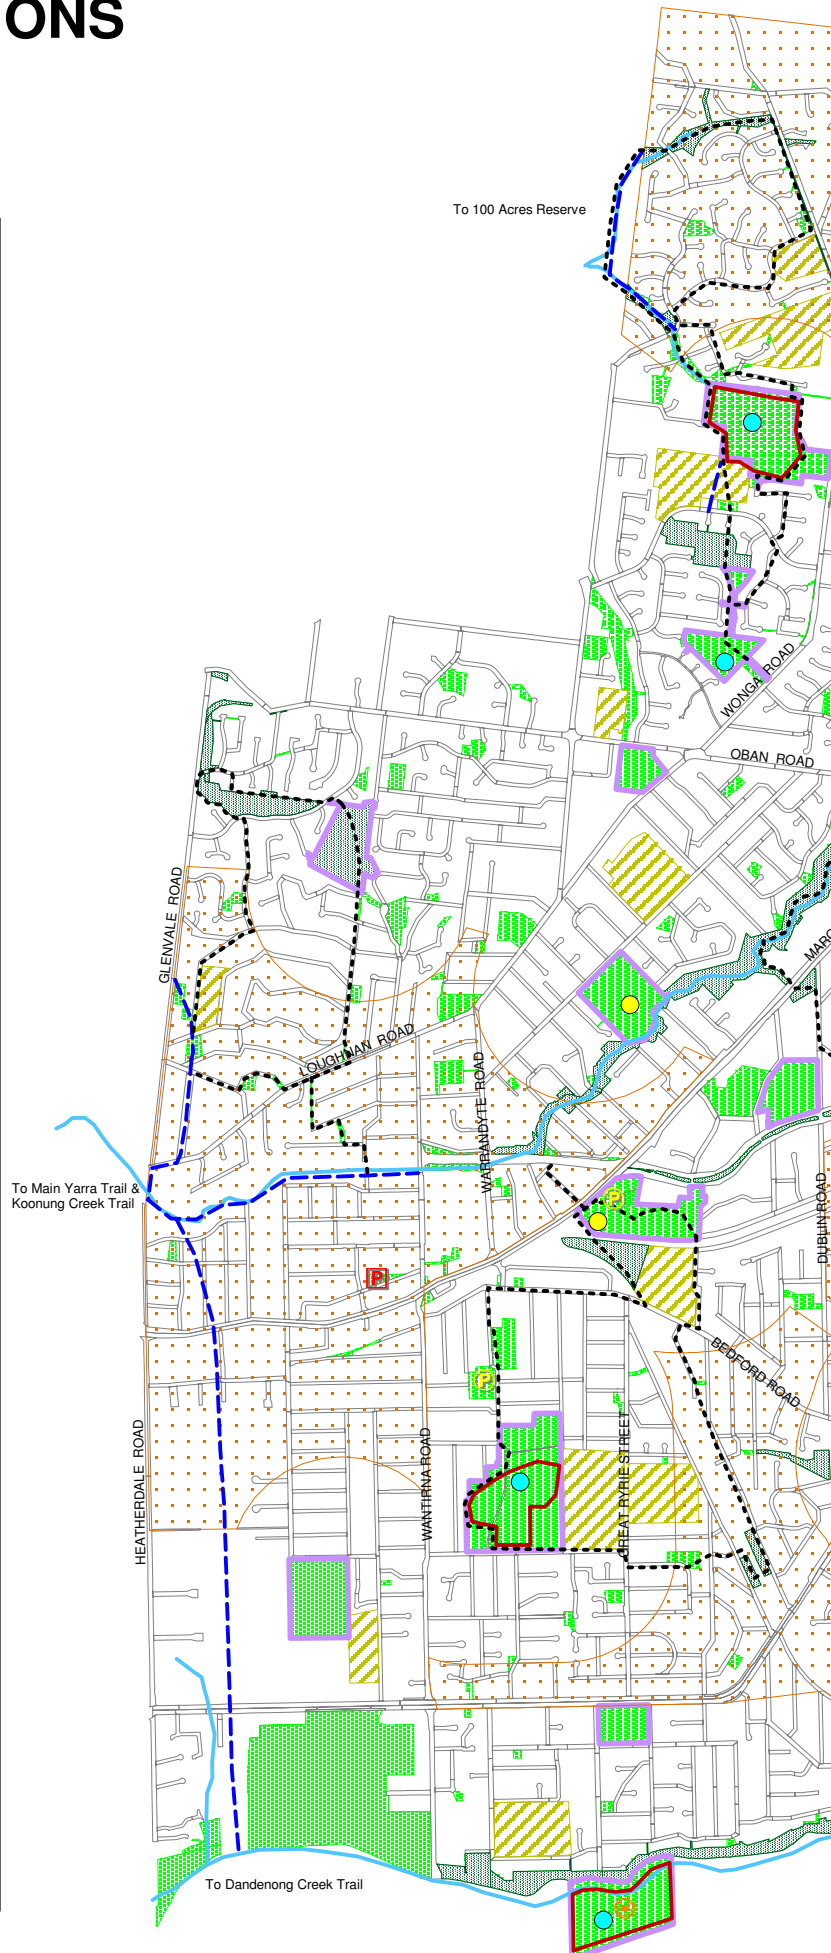 ONS
To 100 Acres Reserve
WONGA ROAD
OBAN ROAD
GLENVALE ROAD
MARO
LOUGHNAN ROAD
WARRANDYTE ROAD
To Main Yarra Trail &
Koonung Creek Trail
P
DUBLIN ROAD
P
BEDFORD ROAD
P
HEATHERDALE ROAD
WANTIRNA ROAD
GREAT RYRIE STREET
To Dandenong Creek Trail